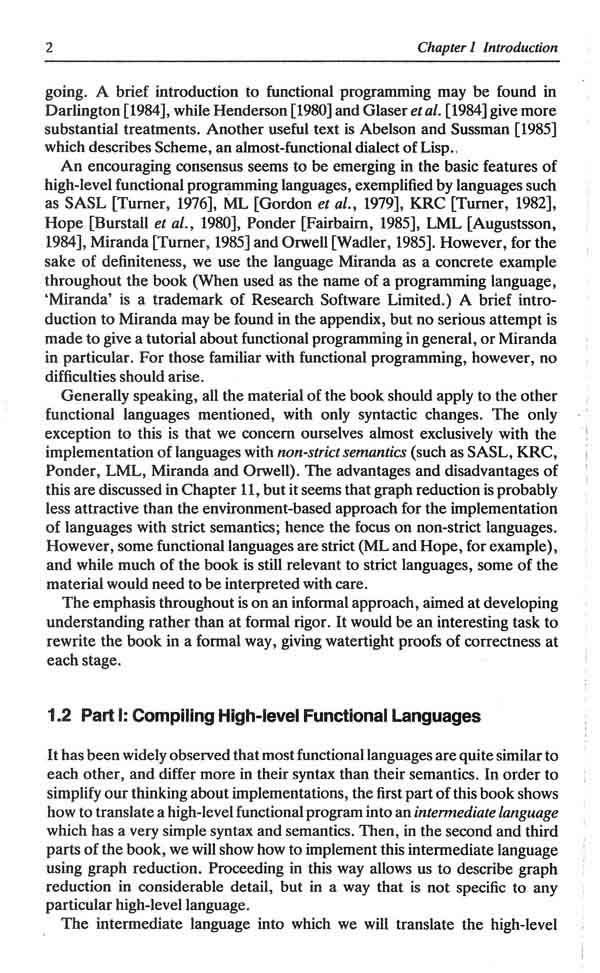 2 Chapter 1 Introduction
going. A brief introduction to functional programming may be found in
Darlington [1984], while Henderson [1980] and Glaser et al. [1984] give more
substantial treatments. Another useful text is Abelson and Sussman [1985]
which describes Scheme, an almost-functional dialect of Lisp.
An encouraging consensus seems to be emerging in the basic features of
high-level functional programming languages, exemplified by languages such
as SASL [Turner, 1976], ML [Gordon et al., 1979], KRC [Turner, 1982],
Hope [Burstall et al., 1980], Ponder [Fairbairn, 1985], LML [Augustsson,
1984], Miranda [Turner, 1985] and Orwell [Wadler, 1985]. However, for the
sake of definiteness, we use the language Miranda as a concrete example
throughout the book (When used as the name of a programming language,
‘Miranda’ is a trademark of Research Software Limited.) A brief intro-
duction to Miranda may be found in the appendix, but no serious attempt is
made to give a tutorial about functional programming in general, or Miranda
in particular. For those familiar with functional programming, however, no
difficulties should arise.
Generally speaking, all the material of the book should apply to the other
functional languages mentioned, with only syntactic changes. The only
exception to this is that we concern ourselves almost exclusively with the
implementation of languages with non-strict semantics (such as SASL, KRC,
Ponder, LML, Miranda and Orwell). The advantages and disadvantages of
this are discussed in Chapter 11, but it seems that graph reduction is probably
less attractive than the environment-based approach for the implementation
of languages with strict semantics; hence the focus on non-strict languages.
However, some functional languages are strict (ML and Hope, for example),
and while much of the book is still relevant to strict languages, some of the
material would need to be interpreted with care.
The emphasis throughout is on an informal approach, aimed at developing
understanding rather than at formal rigor. It would be an interesting task to
rewrite the book in a formal way, giving watertight proofs of correctness at
each stage.
1.2 Part I: Compiling High-level Functional Languages
It has been widely observed that most functional languages are quite similar to
each other, and differ more in their syntax than their semantics. In order to
simplify our thinking about implementations, the first part of this book shows
how to translate a high-level functional program into an intermediate language
which has a very simple syntax and semantics. Then, in the second and third
parts of the book, we will show how to implement this intermediate language
using graph reduction. Proceeding in this way allows us to describe graph
reduction in considerable detail, but in a way that is not specific to any
particular high-level language.
The intermediate language into which we will translate the high-level